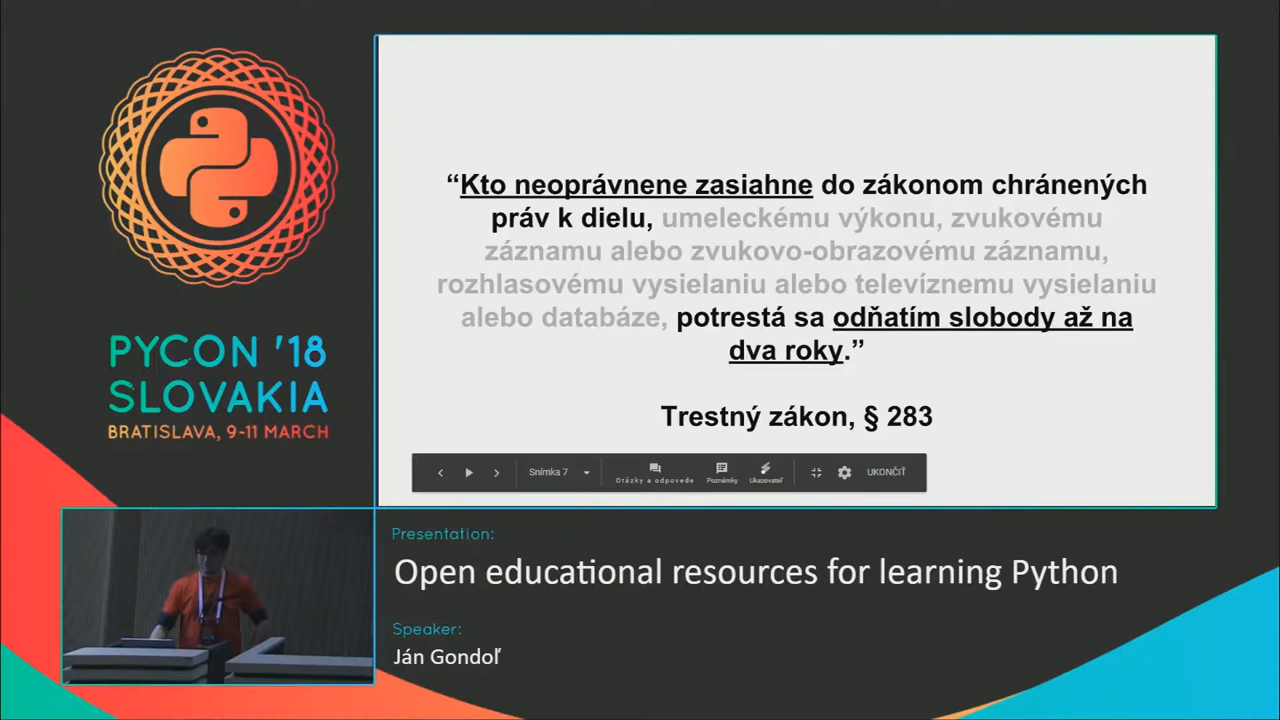 PYCON '18
SLOVAKIA
BRATISLAVA, 9-11 MARCH
“Kto neoprávnene zasiahne do zákonom chránených
práv k dielu, umeleckému výkonu, zvukovému
záznamu alebo zvukovo-obrazovému záznamu,
rozhlasovému vysielaniu alebo televíznemu vysielaniu
alebo databáze, potrestá sa odňatím slobody až na
dva roky.”
Trestný zákon, § 283
Snímka 7
Otázky a odpovede
Poznámky
Ukazovateľ
UKONČIŤ
Presentation:
Open educational resources for learning Python
Speaker:
Ján Gondoľ